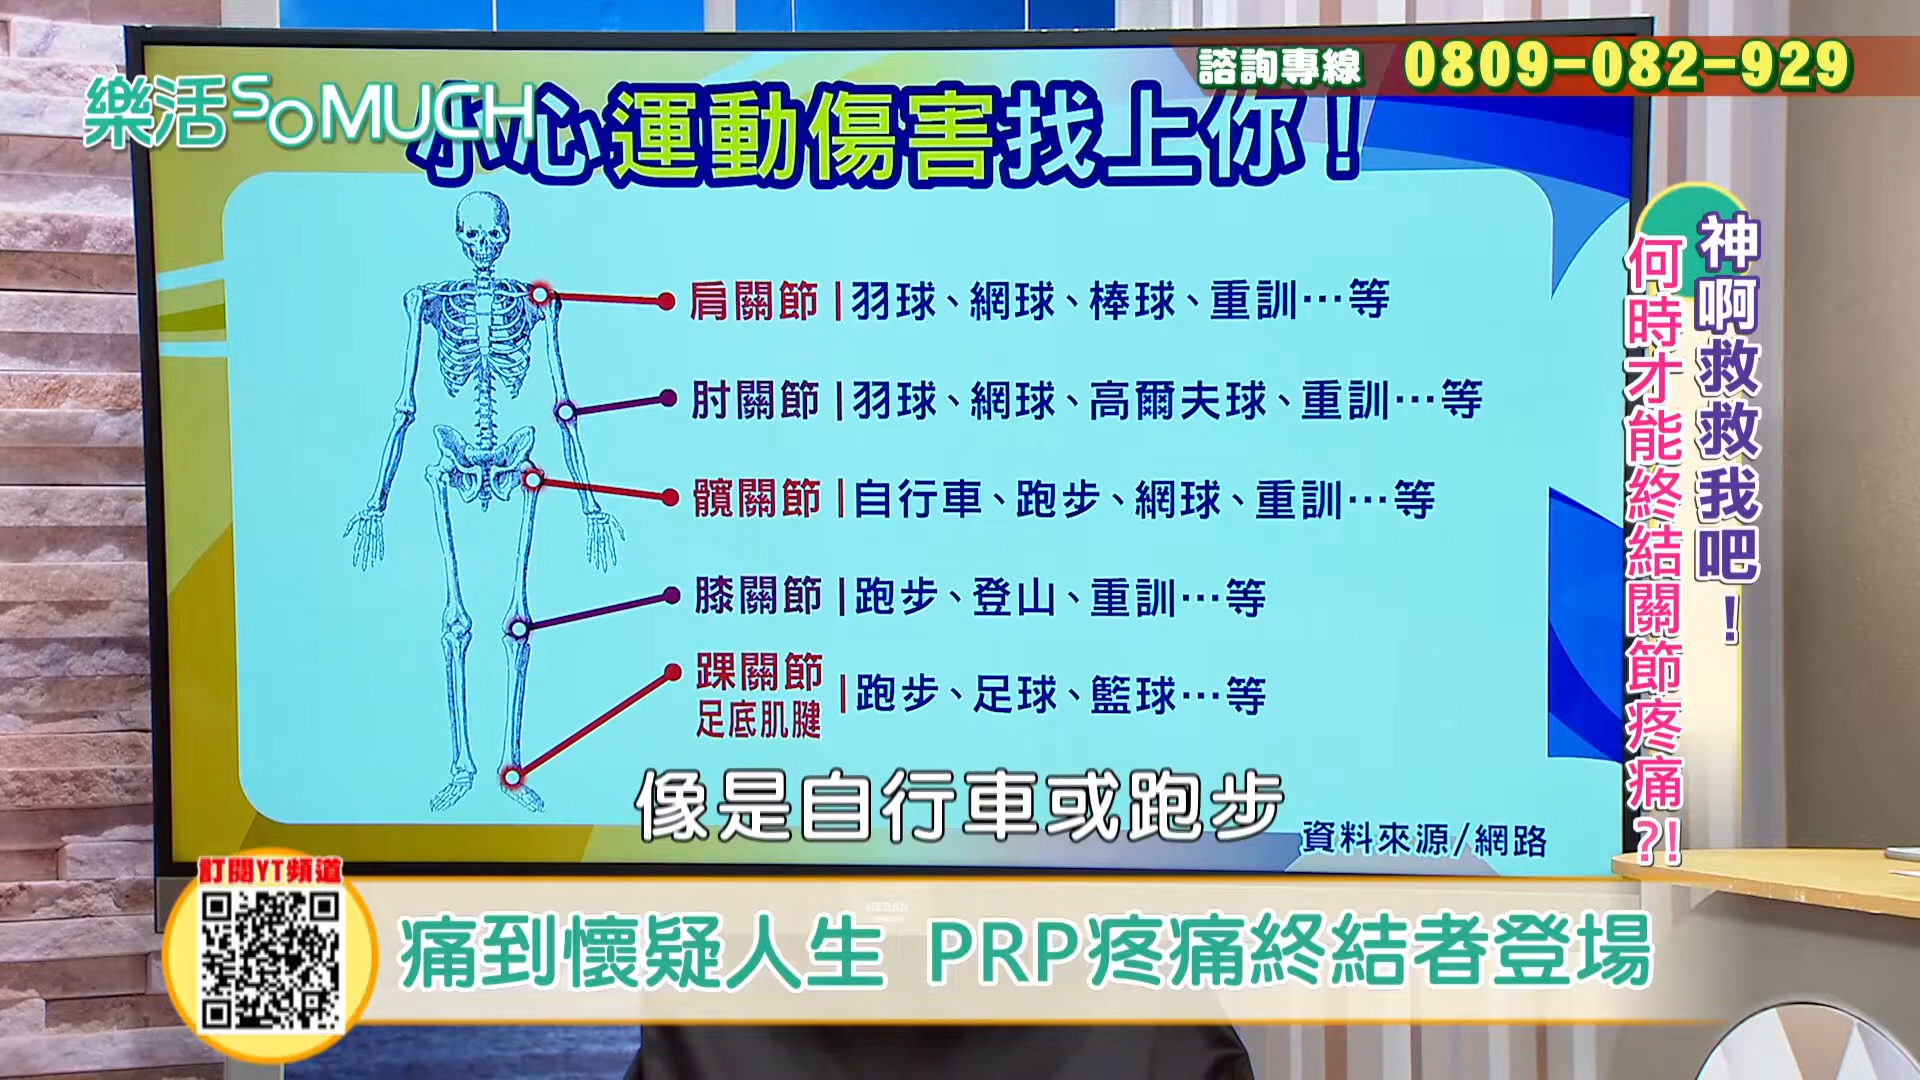 諮詢專線 0809-082-929
樂活SOMUCH
小心運動傷害找上你!
肩關節|羽球、網球、棒球、重訓…等
肘關節|羽球、網球、高爾夫球、重訓…等
髖關節|自行車、跑步、網球、重訓…等
膝關節|跑步、登山、重訓…等
踝關節
足底肌腱
|跑步、足球、籃球…等
資料來源/網路
神啊救救我吧!
何時才能終結關節疼痛?!
像是自行車或跑步
訂閱YT頻道
痛到懷疑人生 PRP疼痛終結者登場
HERAN